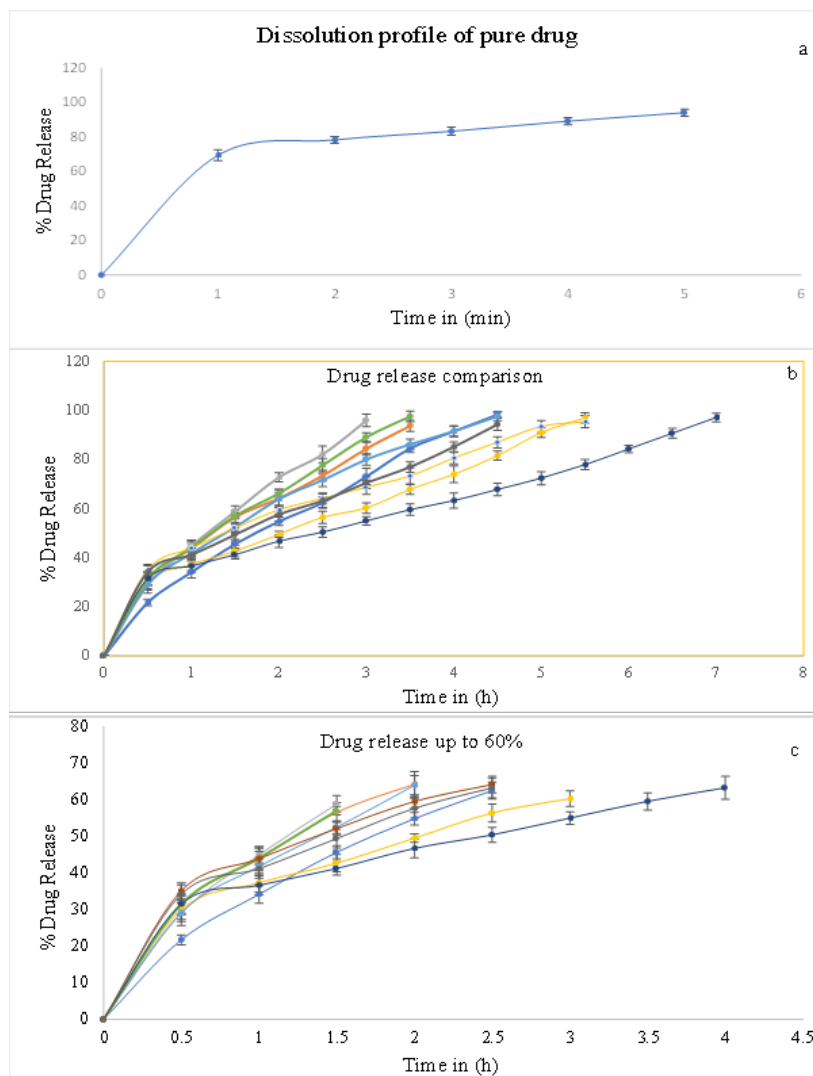 Dissolution profile of pure drug
a
120
100
80
60
40
20
0
% Drug Release
0 1 2 3 4 5 6
Time in (min)
Drug release comparison
b
120
100
80
60
40
20
0
% Drug Release
0 1 2 3 4 5 6 7 8
Time in (h)
Drug release up to 60%
c
80
70
60
50
40
30
20
10
0
% Drug Release
0 0.5 1 1.5 2 2.5 3 3.5 4 4.5
Time in (h)